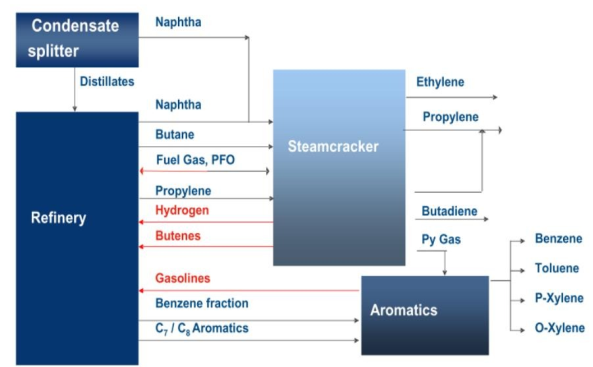 Condensate
splitter
Naphtha
Distillates
Naphtha
Butane
Fuel Gas, PFO
Propylene
Hydrogen
Butenes
Gasolines
Benzene fraction
C₇ / C₈ Aromatics
Refinery
Steamcracker
Ethylene
Propylene
Butadiene
Py Gas
Aromatics
Benzene
Toluene
P-Xylene
O-Xylene